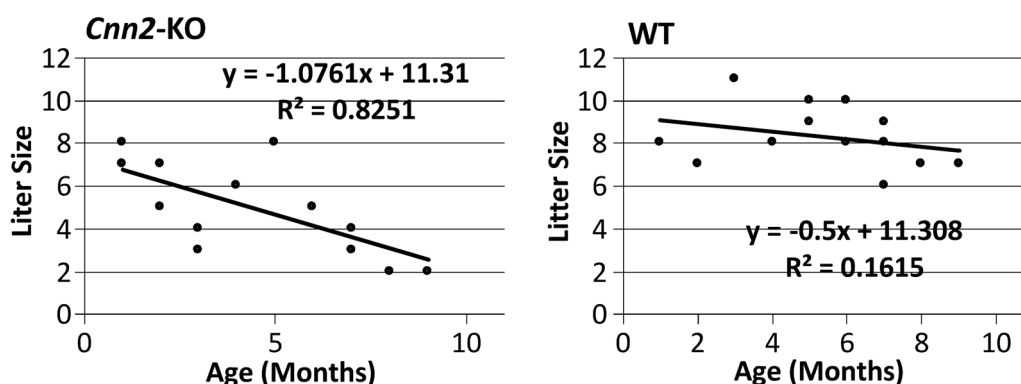 Cnn2-KO
12
10
8
6
4
2
0
y = -1.0761x + 11.31
R² = 0.8251
0
5
10
Liter Size
Age (Months)
WT
12
10
8
6
4
2
0
y = -0.5x + 11.308
R² = 0.1615
0
2
4
6
8
10
Litter Size
Age (Months)